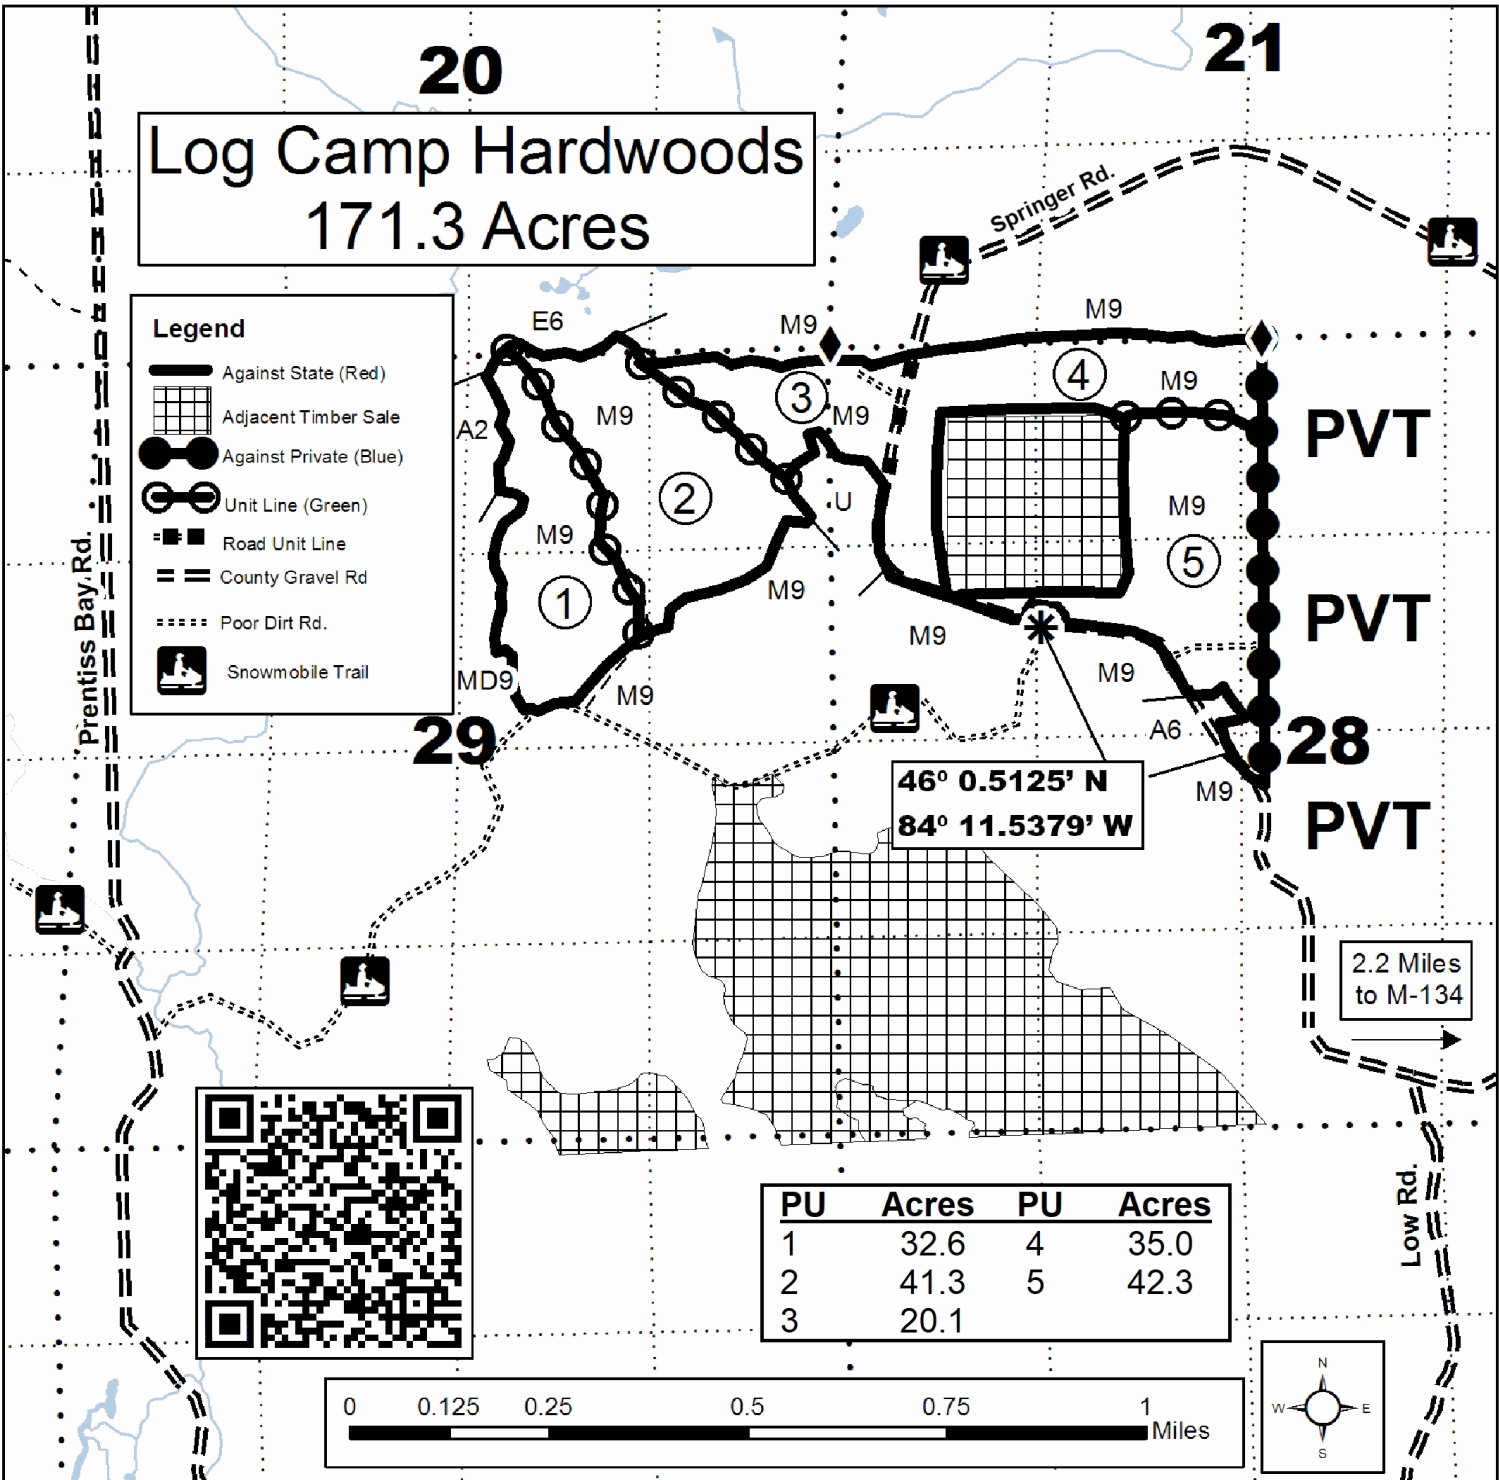 20
21
Log Camp Hardwoods
171.3 Acres
Springer Rd.
Legend
Against State (Red)
Adjacent Timber Sale
Against Private (Blue)
Unit Line (Green)
Road Unit Line
County Gravel Rd
Poor Dirt Rd.
Snowmobile Trail
Prentiss Bay Rd.
E6
M9
M9
A2
M9
3
M9
4
M9
PVT
2
U
M9
M9
5
1
M9
PVT
M9
MD9
M9
M9
A6
29
28
46º 0.5125’ N
84º 11.5379’ W
M9
PVT
2.2 Miles
to M-134
Low Rd.
PU Acres PU Acres
1 32.6 4 35.0
2 41.3 5 42.3
3 20.1
0 0.125 0.25 0.5 0.75 1
Miles
N
W E
S